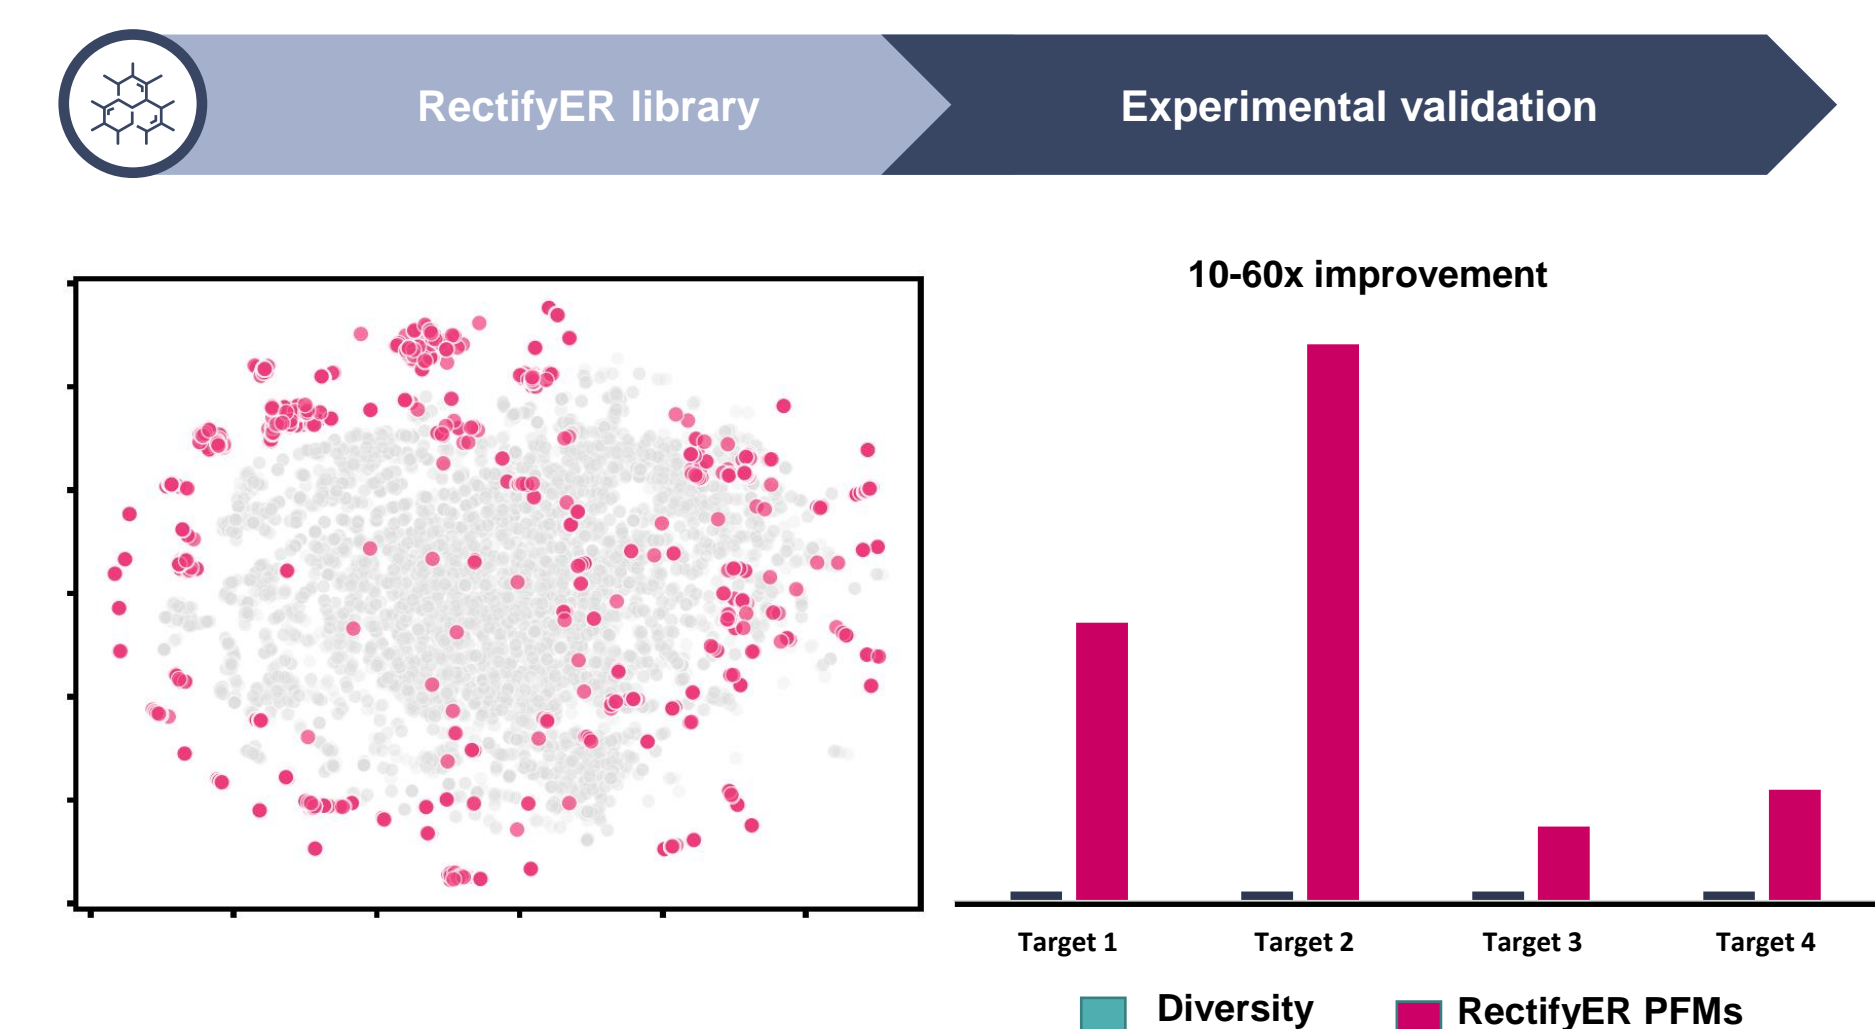 RectifyER library
Experimental validation
10-60x improvement
Target 1
Target 2
Target 3
Target 4
Diversity
RectifyER PFMs